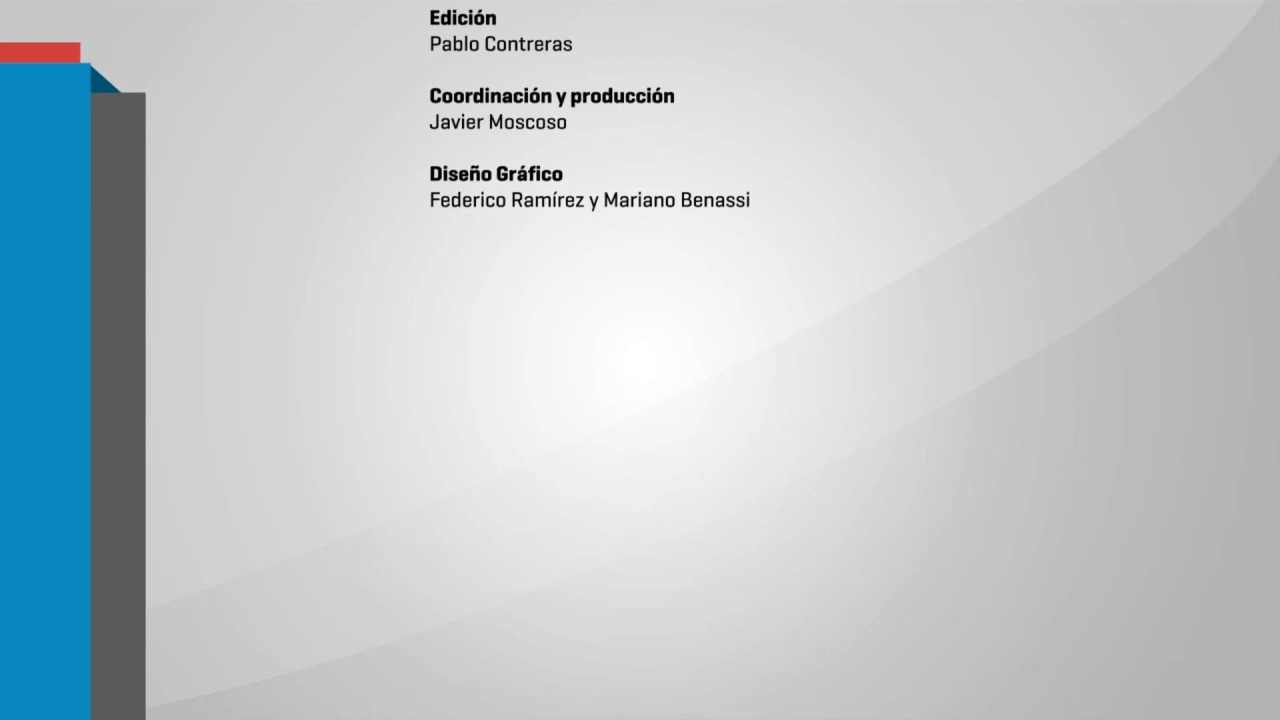 Edición
Pablo Contreras
Coordinación y producción
Javier Moscoso
Diseño Gráfico
Federico Ramírez y Mariano Benassi